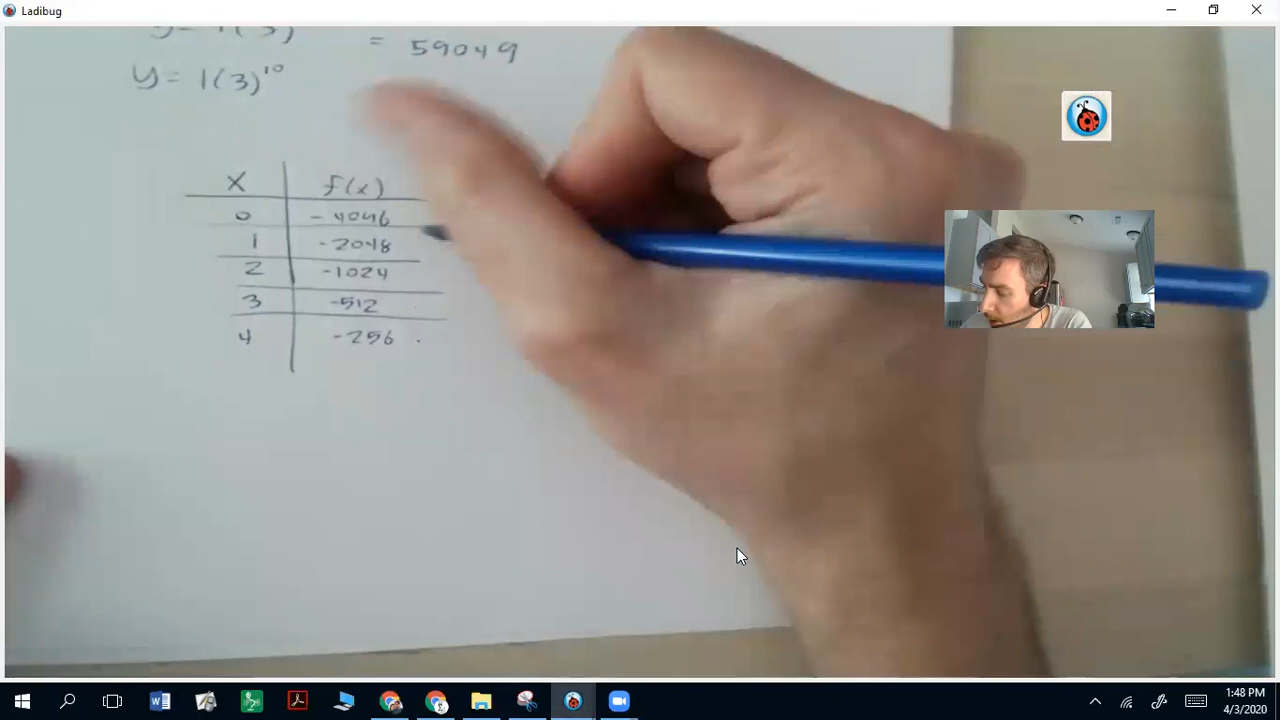 Ladibug
= 59049
y = 1(3)¹⁰
X f(x)
0 -4046
1 -2048
2 -1024
3 -512
4 -256
1:48 PM
4/3/2020